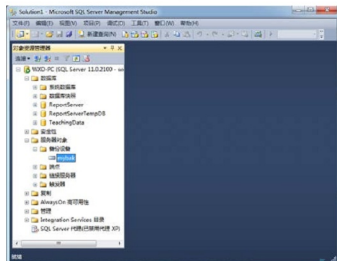 Solution1 - Microsoft SQL Server Management Studio
文件(F) 编辑(E) 视图(V) 项目(P) 调试(D) 工具(T) 窗口(W) 帮助(H)
新建查询(N)
对象资源管理器
连接
WXD-PC (SQL Server 11.0.2100 -
数据库
系统数据库
数据库快照
ReportServer
ReportServerTempDB
TeachingData
安全性
服务器对象
备份设备
端点
链接服务器
触发器
复制
AlwaysOn 高可用性
管理
Integration Services 目录
SQL Server 代理(已禁用代理 XP)
就绪